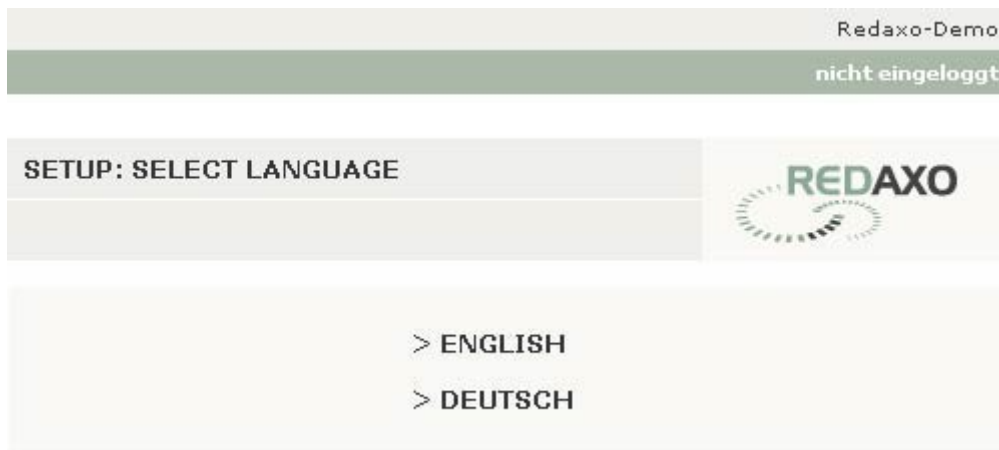 Redaxo-Demo
nicht eingeloggt
SETUP: SELECT LANGUAGE
REDAXO
> ENGLISH
> DEUTSCH